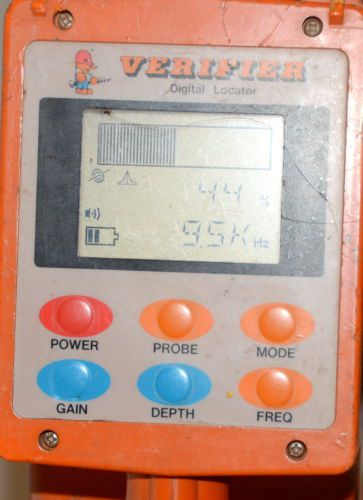 VERIFIER
Digital Locator
44 %
9.5K Hz
POWER PROBE MODE
GAIN DEPTH FREQ